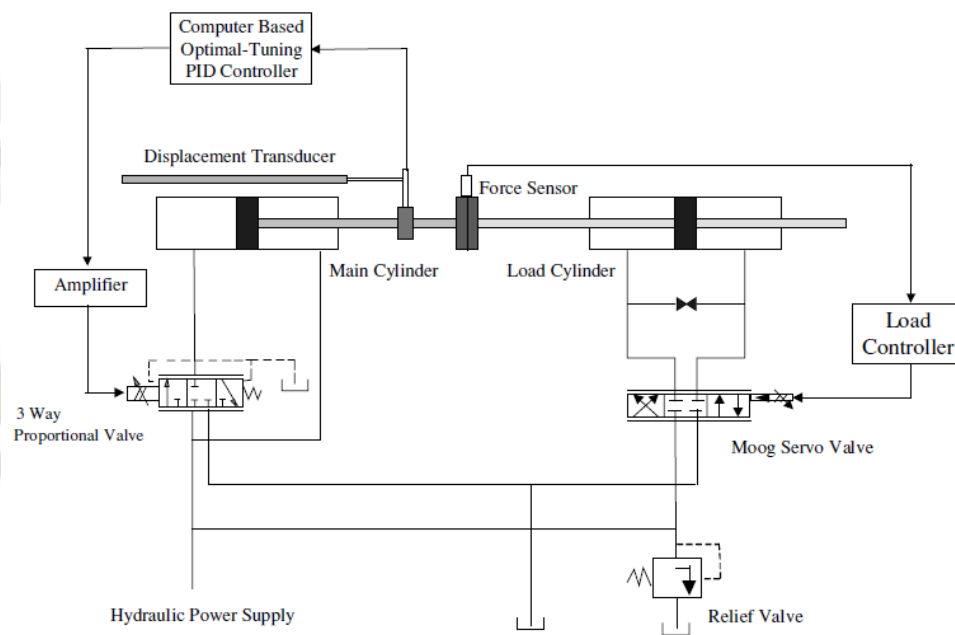 Computer Based
Optimal-Tuning
PID Controller
Displacement Transducer
Force Sensor
Main Cylinder
Load Cylinder
Amplifier
Load
Controller
3 Way
Proportional Valve
Moog Servo Valve
Hydraulic Power Supply
Relief Valve